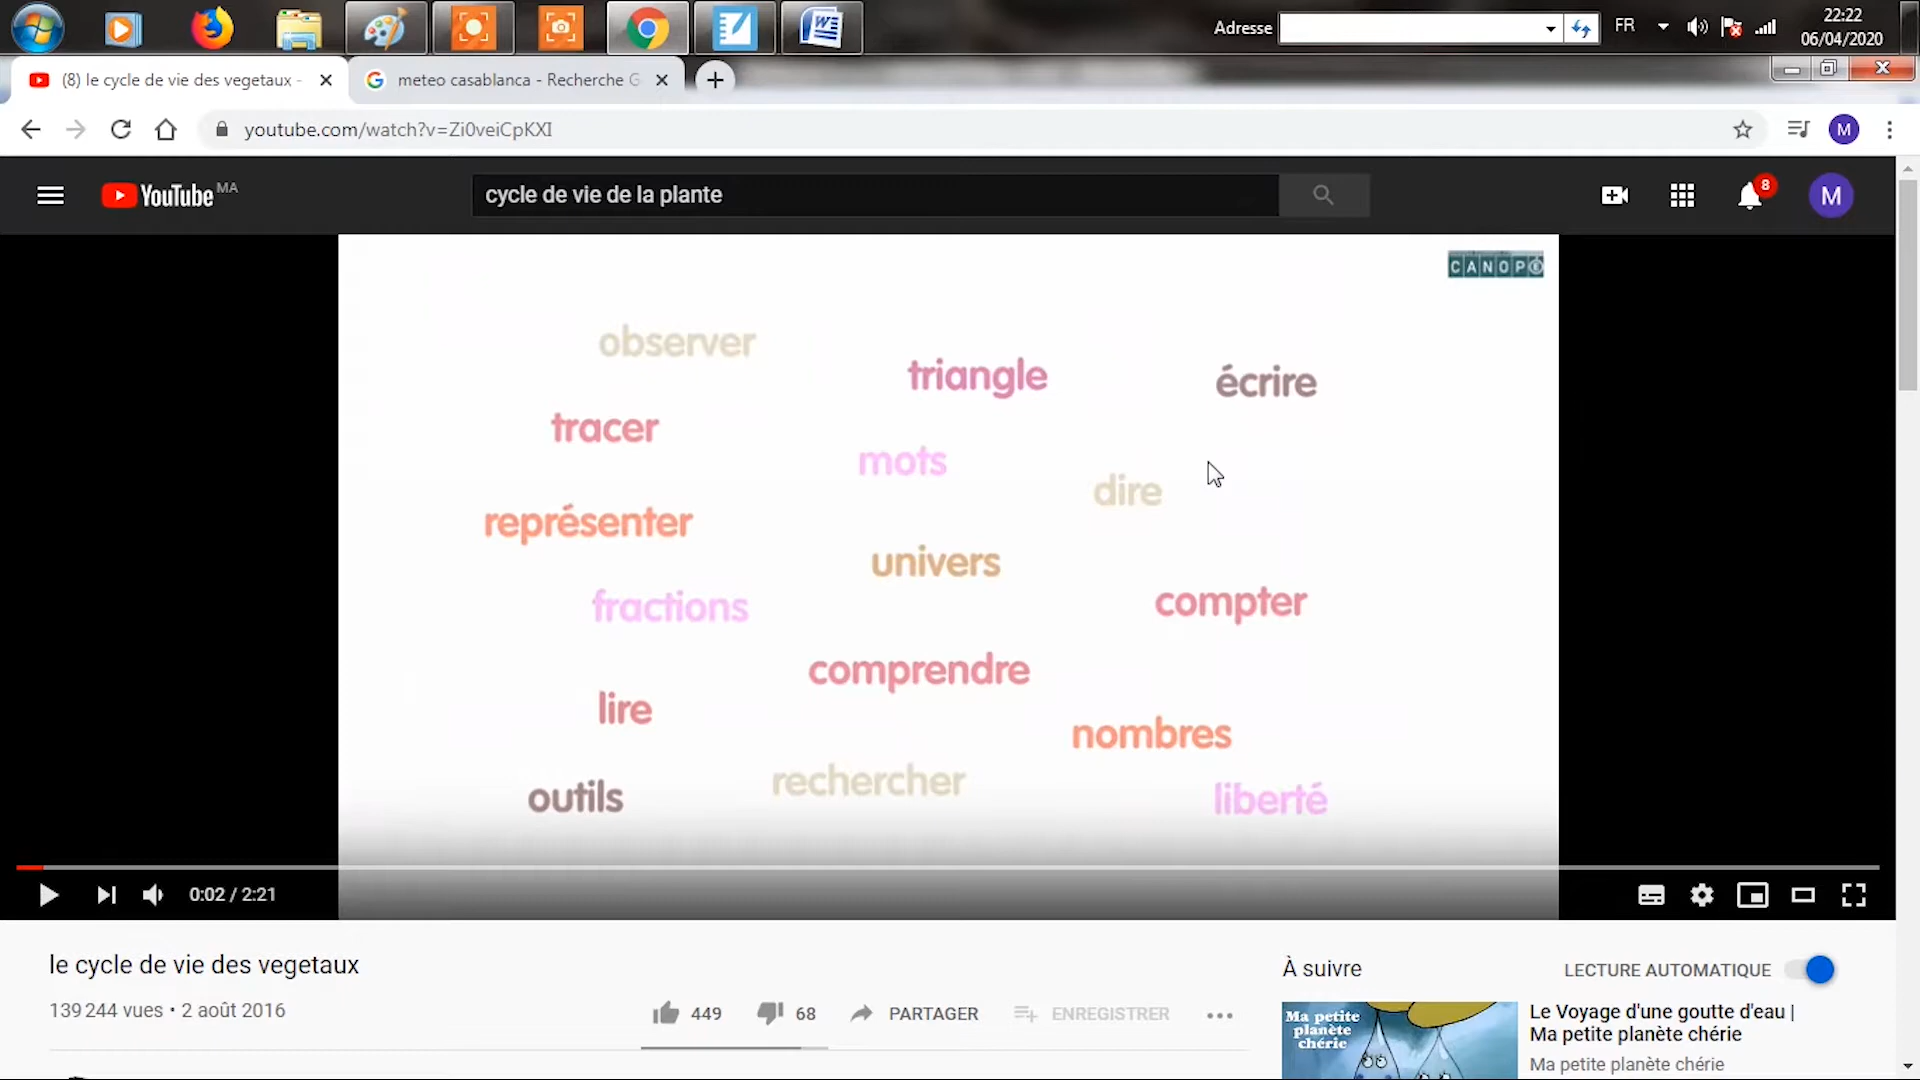 Adresse
FR
22:22
06/04/2020
(8) le cycle de vie des vegetaux -
meteo casablanca - Recherche G
youtube.com/watch?v=Zi0veiCpKXI
M
YouTube MA
cycle de vie de la plante
8
M
CANOPÉ
observer
triangle
écrire
tracer
mots
dire
représenter
univers
fractions
compter
comprendre
lire
nombres
rechercher
outils
liberté
0:02 / 2:21
le cycle de vie des vegetaux
139 244 vues • 2 août 2016
449
68
PARTAGER
ENREGISTRER
À suivre
LECTURE AUTOMATIQUE
Ma petite
planète
chérie
Le Voyage d'une goutte d'eau |
Ma petite planète chérie
Ma petite planète chérie